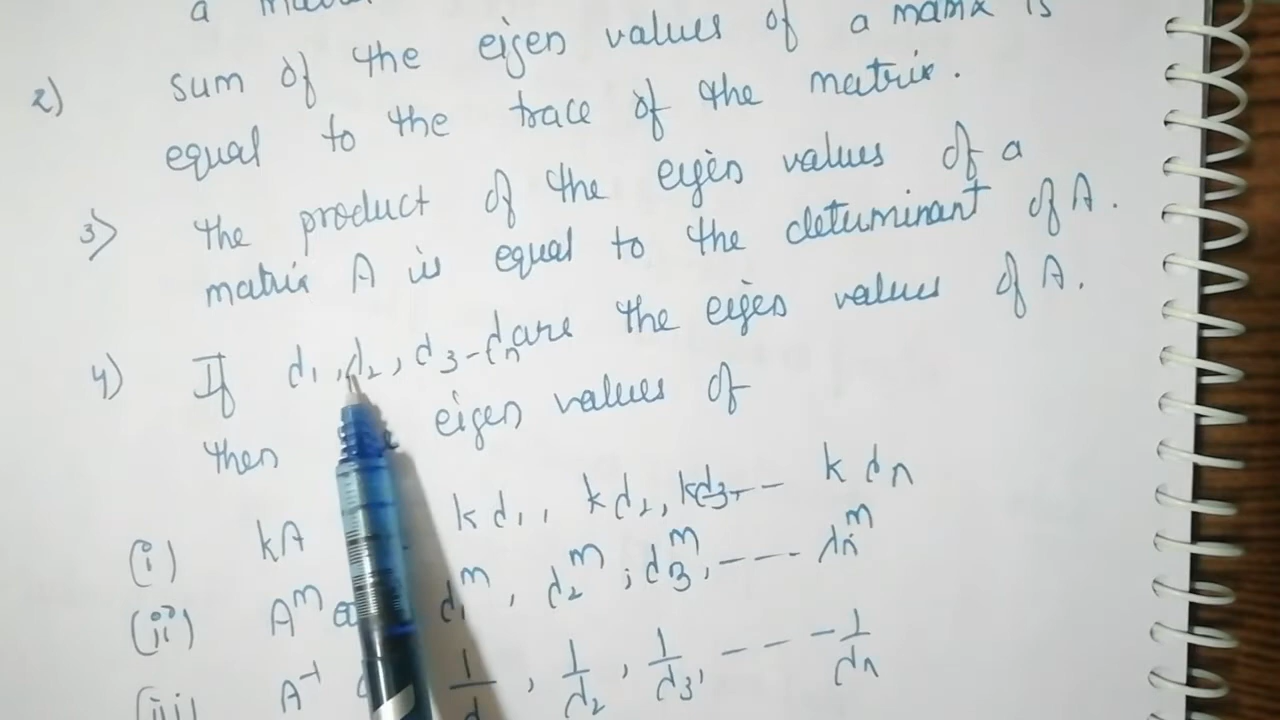 a
2) sum of the eigen values of a matrix is
equal to the trace of the matrix.
3) the product of the eigen values of a
matrix A is equal to the determinant of A.
4) If d1, d2, d3 - dn are the eigen values of A.
then eigen values of
(i) kA kd1, kd2, kd3, - - k dn
(ii) A^m d1^m, d2^m, d3^m, - - - - λn^m
(iii) A^-1 1/d, 1/d2, 1/d3, - - - 1/dn